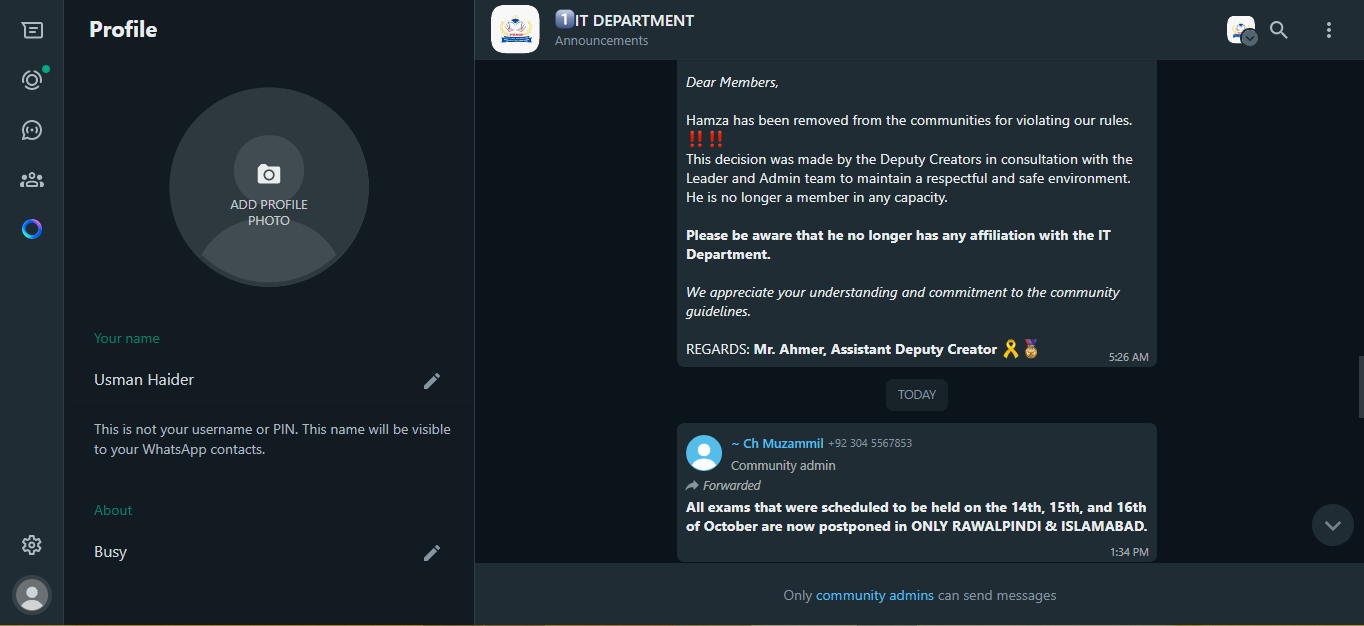 Profile
ADD PROFILE
PHOTO
Your name
Usman Haider
This is not your username or PIN. This name will be visible
to your WhatsApp contacts.
About
Busy
1 IT DEPARTMENT
Announcements
Dear Members,
Hamza has been removed from the communities for violating our rules.
‼️‼️
This decision was made by the Deputy Creators in consultation with the
Leader and Admin team to maintain a respectful and safe environment.
He is no longer a member in any capacity.
Please be aware that he no longer has any affiliation with the IT
Department.
We appreciate your understanding and commitment to the community
guidelines.
REGARDS: Mr. Ahmer, Assistant Deputy Creator 🎗️🎖️
5:26 AM
TODAY
~ Ch Muzammil +92 304 5567853
Community admin
Forwarded
All exams that were scheduled to be held on the 14th, 15th, and 16th
of October are now postponed in ONLY RAWALPINDI & ISLAMABAD.
1:34 PM
Only community admins can send messages